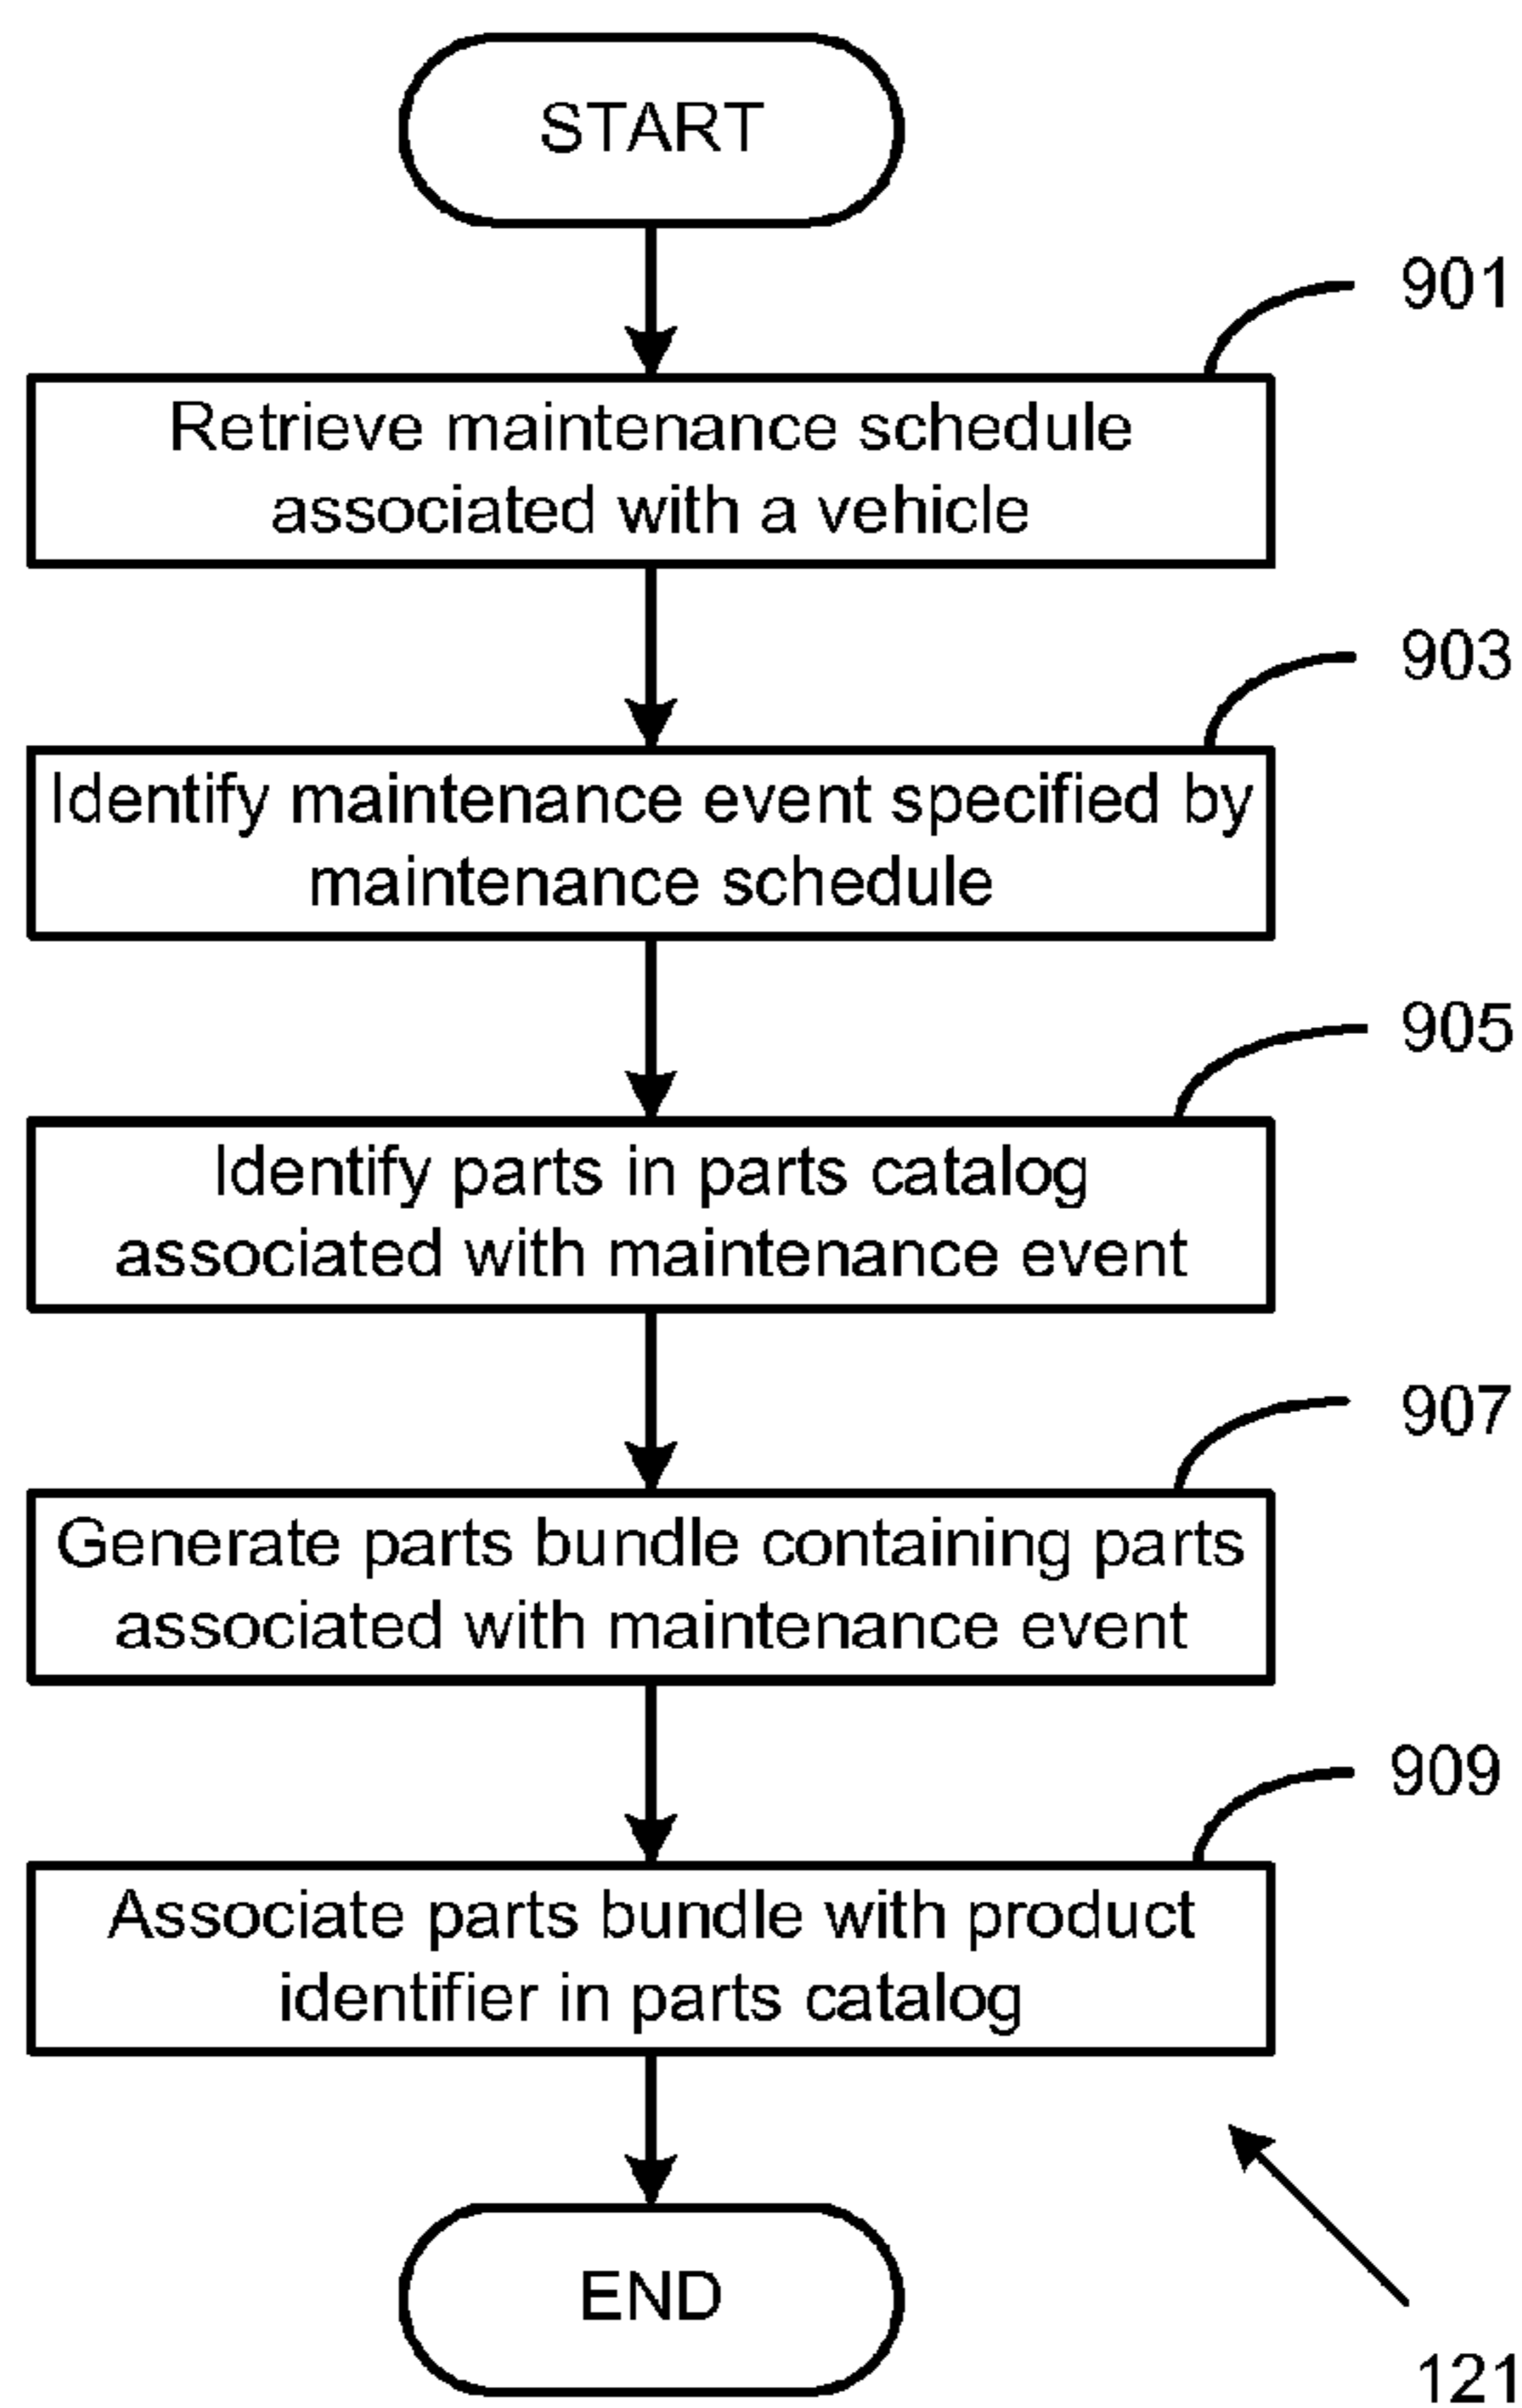 START
901
Retrieve maintenance schedule
associated with a vehicle
903
Identify maintenance event specified by
maintenance schedule
905
Identify parts in parts catalog
associated with maintenance event
907
Generate parts bundle containing parts
associated with maintenance event
909
Associate parts bundle with product
identifier in parts catalog
END
121